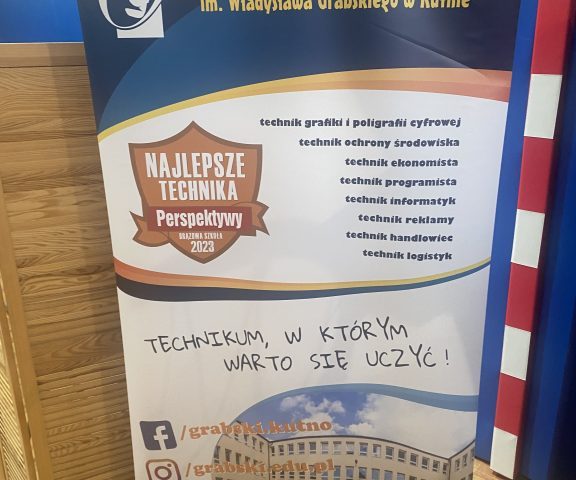 im. Władysława Grabskiego w Kutnie
technik grafiki i poligrafii cyfrowej
technik ochrony środowiska
technik ekonomista
technik programista
technik informatyk
technik reklamy
technik handlowiec
technik logistyk
NAJLEPSZE
TECHNIKA
Perspektywy
BRĄZOWA SZKOŁA
2023
TECHNIKUM, W KTÓRYM
WARTO SIĘ UCZYĆ!
/grabski.kutno
/grabski.edu.pl